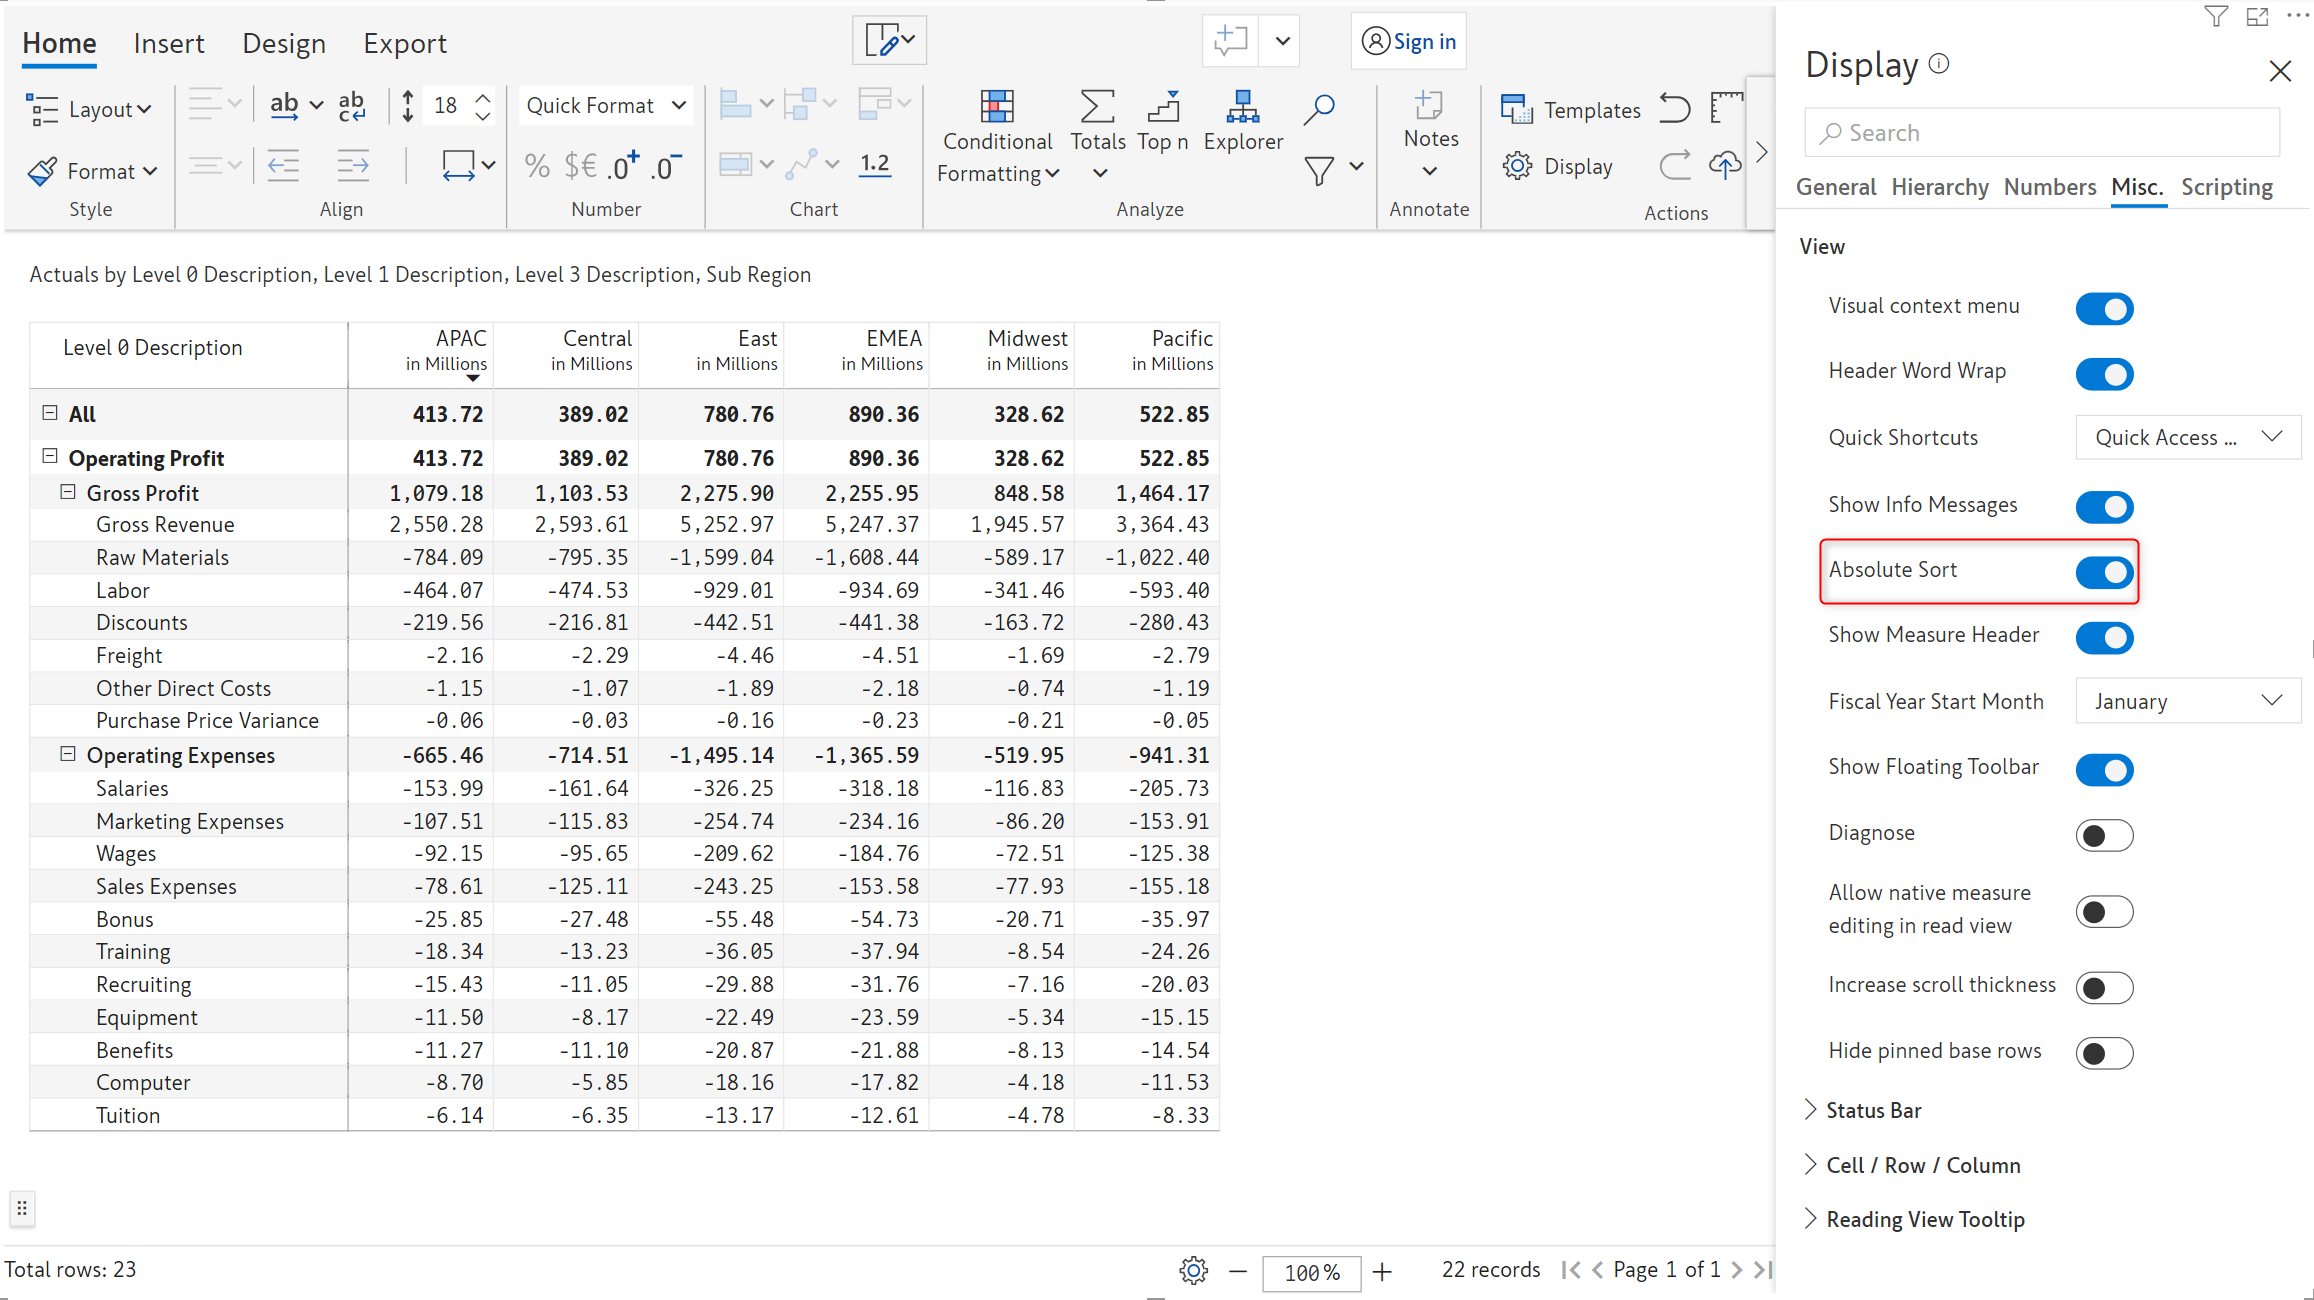 Home Insert Design Export Sign in
Layout ab ab c 18 Quick Format
Format % $€ .0+ .0- 1.2
Conditional Formatting Totals Top n Explorer
Notes
Templates
Display
Style Align Number Chart Analyze Annotate Actions
Actuals by Level 0 Description, Level 1 Description, Level 3 Description, Sub Region
Level 0 Description APAC Central East EMEA Midwest Pacific
in Millions in Millions in Millions in Millions in Millions in Millions
All 413.72 389.02 780.76 890.36 328.62 522.85
Operating Profit 413.72 389.02 780.76 890.36 328.62 522.85
Gross Profit 1,079.18 1,103.53 2,275.90 2,255.95 848.58 1,464.17
Gross Revenue 2,550.28 2,593.61 5,252.97 5,247.37 1,945.57 3,364.43
Raw Materials -784.09 -795.35 -1,599.04 -1,608.44 -589.17 -1,022.40
Labor -464.07 -474.53 -929.01 -934.69 -341.46 -593.40
Discounts -219.56 -216.81 -442.51 -441.38 -163.72 -280.43
Freight -2.16 -2.29 -4.46 -4.51 -1.69 -2.79
Other Direct Costs -1.15 -1.07 -1.89 -2.18 -0.74 -1.19
Purchase Price Variance -0.06 -0.03 -0.16 -0.23 -0.21 -0.05
Operating Expenses -665.46 -714.51 -1,495.14 -1,365.59 -519.95 -941.31
Salaries -153.99 -161.64 -326.25 -318.18 -116.83 -205.73
Marketing Expenses -107.51 -115.83 -254.74 -234.16 -86.20 -153.91
Wages -92.15 -95.65 -209.62 -184.76 -72.51 -125.38
Sales Expenses -78.61 -125.11 -243.25 -153.58 -77.93 -155.18
Bonus -25.85 -27.48 -55.48 -54.73 -20.71 -35.97
Training -18.34 -13.23 -36.05 -37.94 -8.54 -24.26
Recruiting -15.43 -11.05 -29.88 -31.76 -7.16 -20.03
Equipment -11.50 -8.17 -22.49 -23.59 -5.34 -15.15
Benefits -11.27 -11.10 -20.87 -21.88 -8.13 -14.54
Computer -8.70 -5.85 -18.16 -17.82 -4.18 -11.53
Tuition -6.14 -6.35 -13.17 -12.61 -4.78 -8.33
Total rows: 23 100% 22 records Page 1 of 1
Display
Search
General Hierarchy Numbers Misc. Scripting
View
Visual context menu
Header Word Wrap
Quick Shortcuts Quick Access ...
Show Info Messages
Absolute Sort
Show Measure Header
Fiscal Year Start Month January
Show Floating Toolbar
Diagnose
Allow native measure
editing in read view
Increase scroll thickness
Hide pinned base rows
Status Bar
Cell / Row / Column
Reading View Tooltip